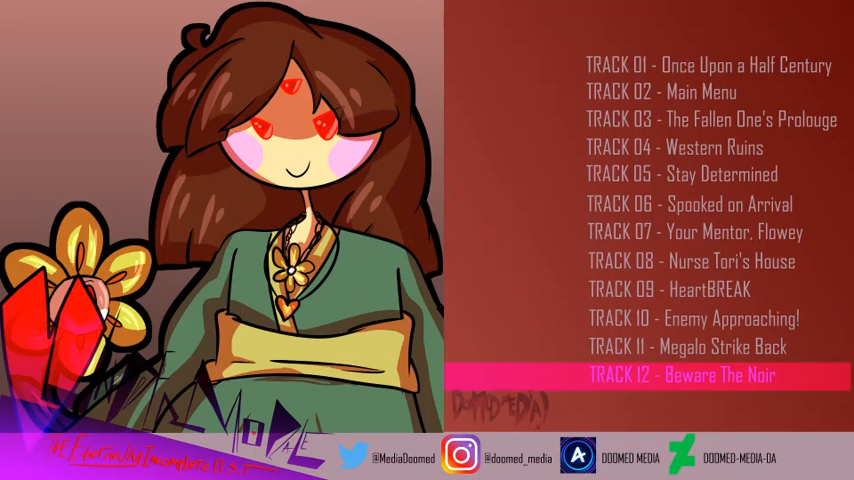 TRACK 01 - Once Upon a Half Century
TRACK 02 - Main Menu
TRACK 03 - The Fallen One's Prolouge
TRACK 04 - Western Ruins
TRACK 05 - Stay Determined
TRACK 06 - Spooked on Arrival
TRACK 07 - Your Mentor, Flowey
TRACK 08 - Nurse Tori's House
TRACK 09 - HeartBREAK
TRACK 10 - Enemy Approaching!
TRACK 11 - Megalo Strike Back
TRACK 12 - Beware The Noir
DOOMED MEDIA
THE
O.S.T
@MediaDoomed
@doomed_media
DOOMED MEDIA
DOOMED-MEDIA-DA